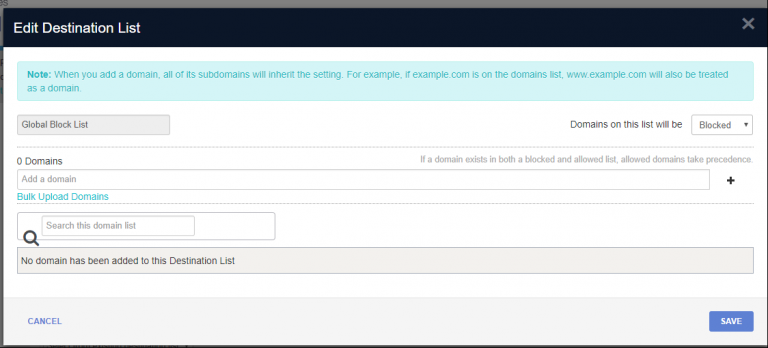 Edit Destination List
Note: When you add a domain, all of its subdomains will inherit the setting. For example, if example.com is on the domains list, www.example.com will also be treated
as a domain.
Global Block List
Domains on this list will be Blocked
0 Domains
If a domain exists in both a blocked and allowed list, allowed domains take precedence.
Add a domain
Bulk Upload Domains
Search this domain list
No domain has been added to this Destination List
CANCEL
SAVE